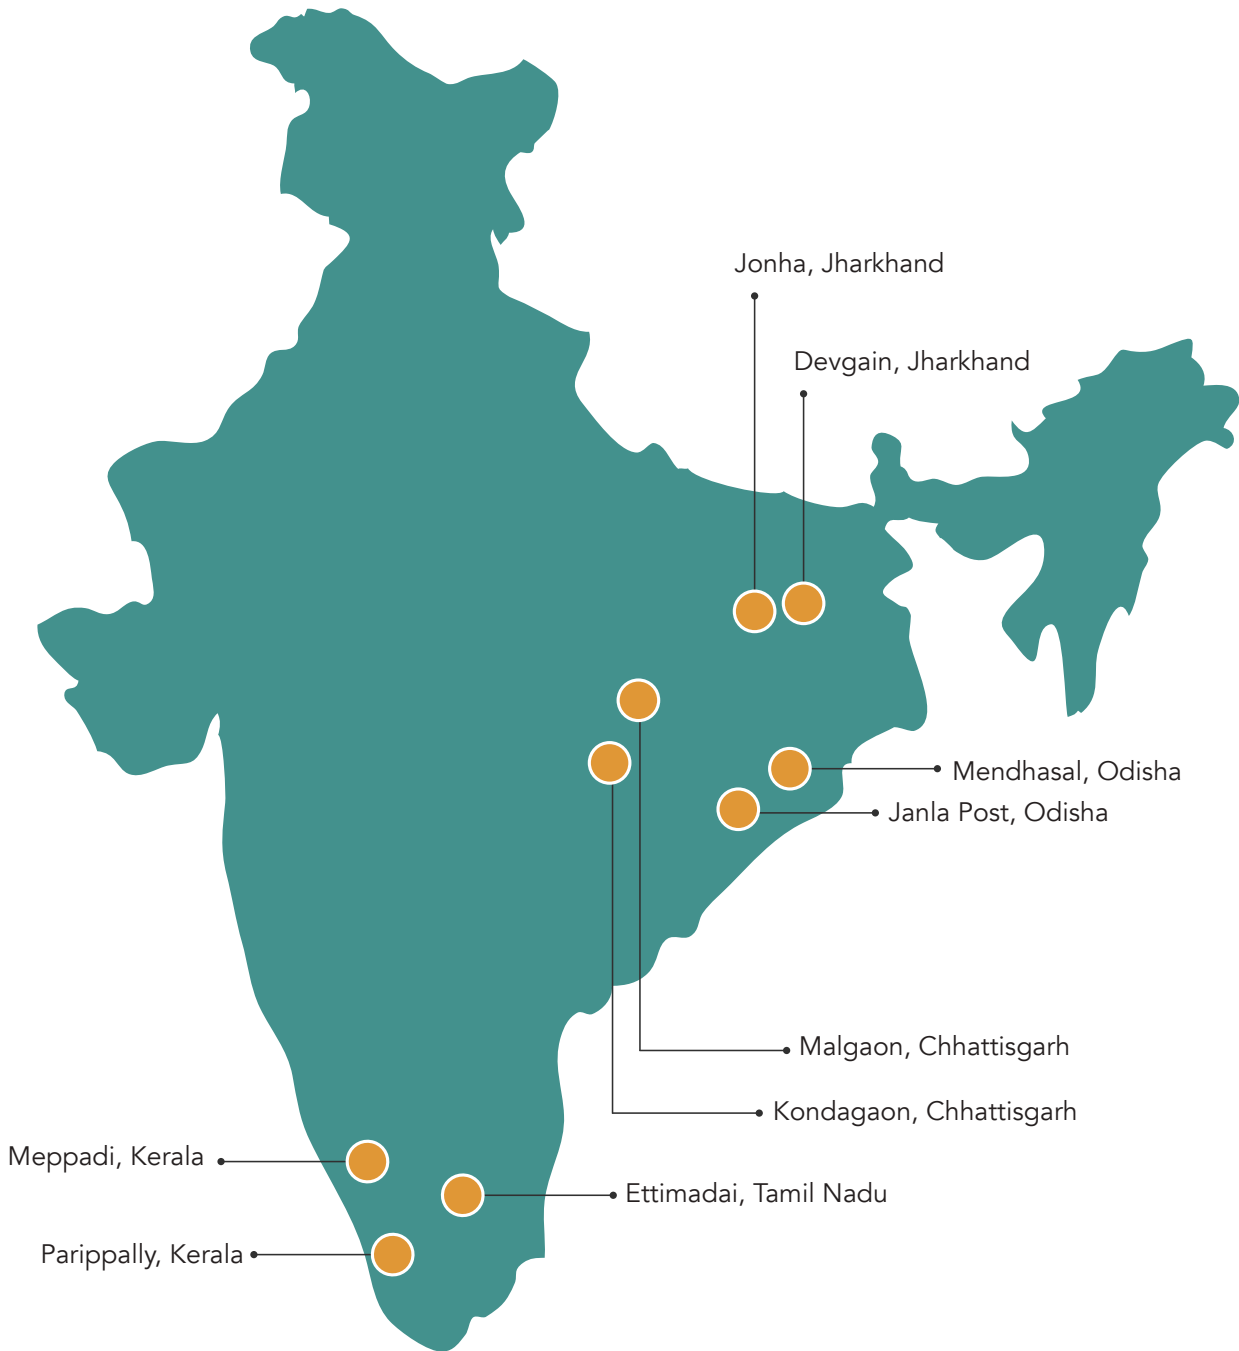 Jonha, Jharkhand
Devgain, Jharkhand
Mendhasal, Odisha
Janla Post, Odisha
Malgaon, Chhattisgarh
Kondagaon, Chhattisgarh
Meppadi, Kerala
Ettimadai, Tamil Nadu
Parippally, Kerala